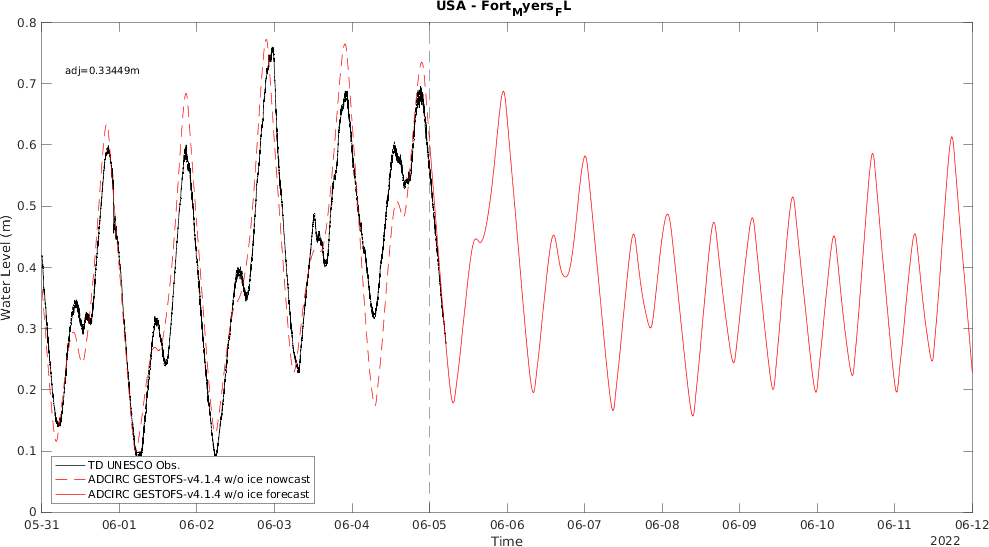 USA - Fort_Myers_FL
0.8
0.7
0.6
0.5
0.4
0.3
0.2
0.1
0
Water Level (m)
adj=0.33449m
TD UNESCO Obs.
ADCIRC GESTOFS-v4.1.4 w/o ice nowcast
ADCIRC GESTOFS-v4.1.4 w/o ice forecast
05-31 06-01 06-02 06-03 06-04 06-05 06-06 06-07 06-08 06-09 06-10 06-11 06-12
Time
2022